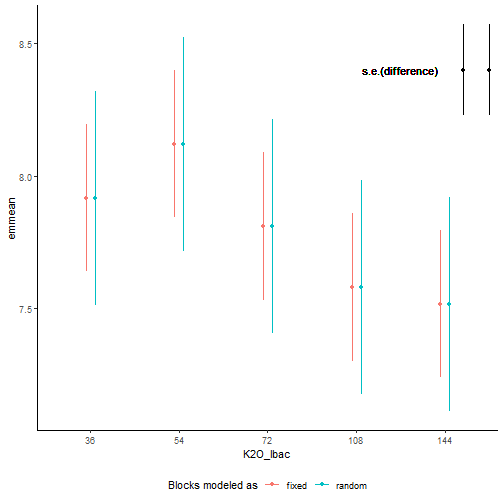 s.e.(difference)
8.5
8.0
7.5
emmean
36 54 72 108 144
K2O_lbac
Blocks modeled as fixed random